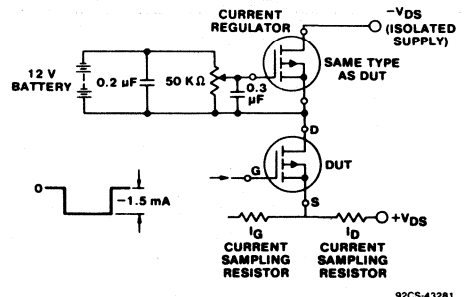 CURRENT
REGULATOR
−VDS
(ISOLATED
SUPPLY)
SAME TYPE
AS DUT
12 V
BATTERY
0.2 μF
50 KΩ
0.3
μF
D
DUT
G
S
0
−1.5 mA
+VDS
IG
CURRENT
SAMPLING
RESISTOR
ID
CURRENT
SAMPLING
RESISTOR
92CS-43281